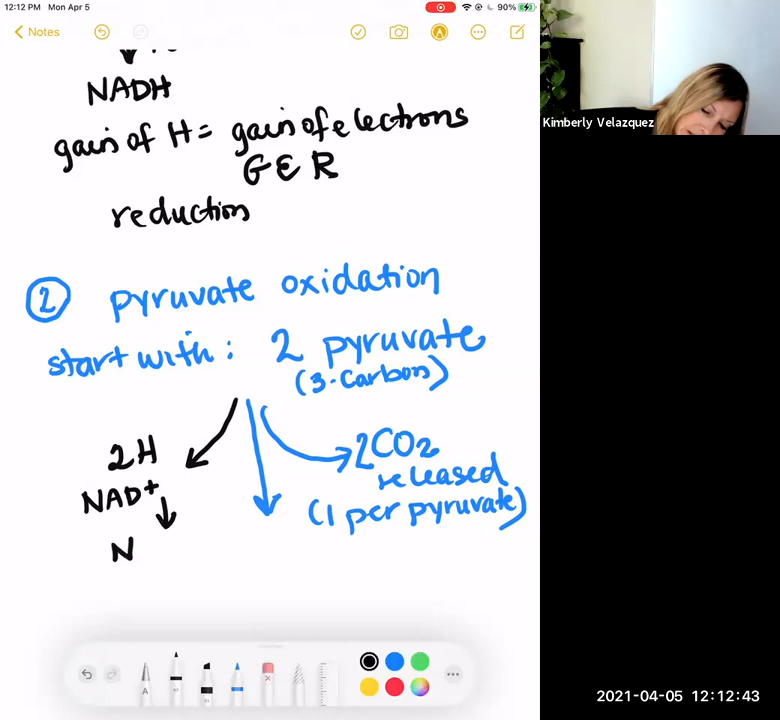 12:12 PM Mon Apr 5
90%
Notes
NADH
gain of H = gain of electrons
GER
reduction
② pyruvate oxidation
start with: 2 pyruvate
(3-Carbon)
2H
2CO2
released
NAD+
(1 per pyruvate)
N
Kimberly Velazquez
A
2021-04-05 12:12:43